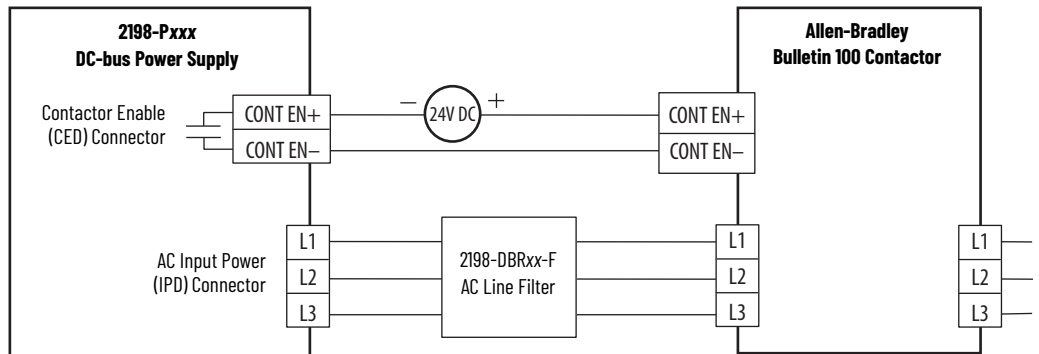 2198-Pxxx
DC-bus Power Supply
Allen-Bradley
Bulletin 100 Contactor
Contactor Enable
(CED) Connector
CONT EN+
CONT EN–
– 24V DC +
CONT EN+
CONT EN–
AC Input Power
(IPD) Connector
L1
L2
L3
2198-DBRxx-F
AC Line Filter
L1
L2
L3
L1
L2
L3